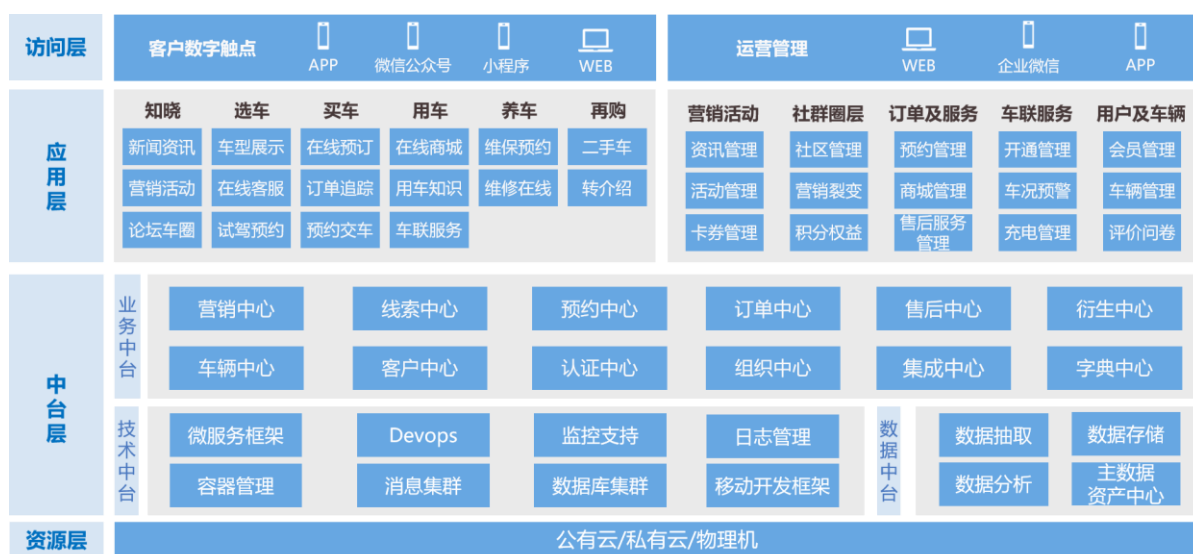 访问层
客户数字触点
APP
微信公众号
小程序
WEB
运营管理
WEB
企业微信
APP
应用层
知晓 选车 买车 用车 养车 再购
新闻资讯 车型展示 在线预订 在线商城 维保预约 二手车
营销活动 在线客服 订单追踪 用车知识 维修在线 转介绍
论坛车圈 试驾预约 预约交车 车联服务
营销活动 社群圈层 订单及服务 车联服务 用户及车辆
资讯管理 社区管理 预约管理 开通管理 会员管理
活动管理 营销裂变 商城管理 车况预警 车辆管理
卡券管理 积分权益 售后服务管理 充电管理 评价问卷
中台层
业务中台
营销中心 线索中心 预约中心 订单中心 售后中心 衍生中心
车辆中心 客户中心 认证中心 组织中心 集成中心 字典中心
技术中台
微服务框架 Devops 监控支持 日志管理
容器管理 消息集群 数据库集群 移动开发框架
数据中台
数据抽取 数据存储
数据分析 主数据资产中心
资源层
公有云/私有云/物理机